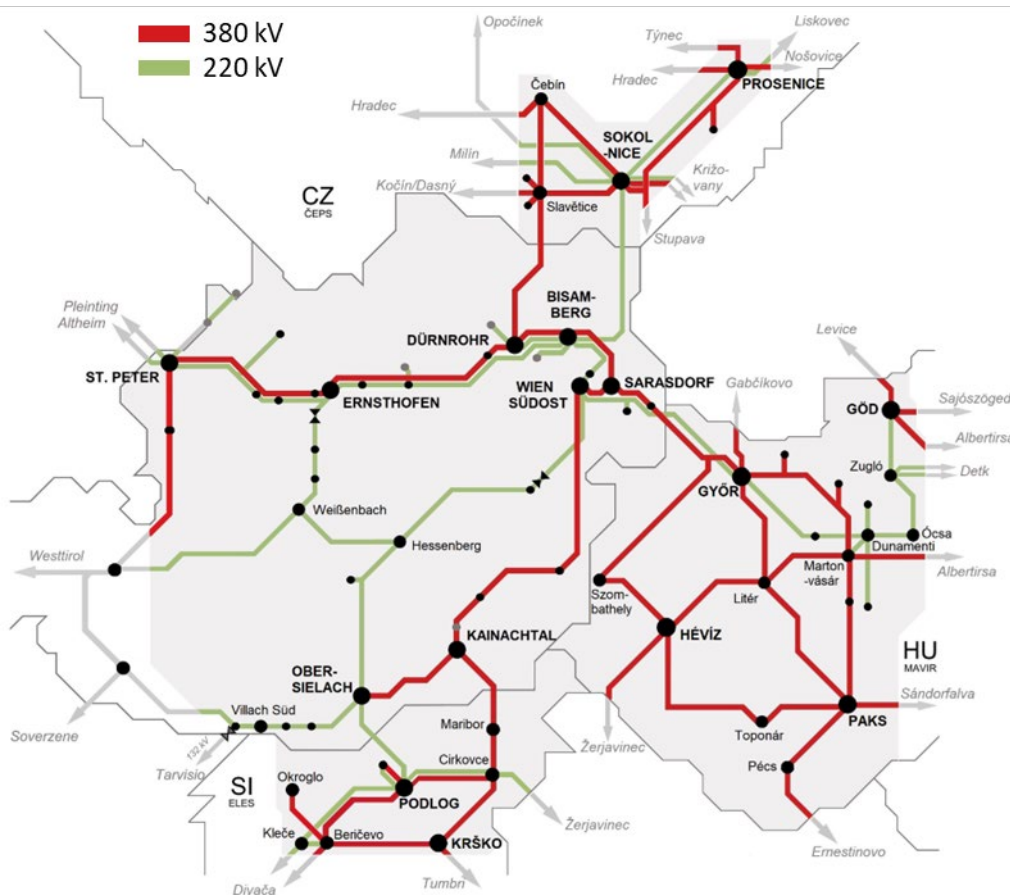 380 kV
220 kV
Opočinek
Liskovec
Týnec
Nošovice
Hradec
PROSENICE
Čebín
Hradec
SOKOL
-NICE
Milín
Križo-
vany
Kočín/Dasný
CZ
ČEPS
Slavětice
Stupava
Pleinting
Altheim
BISAM-
BERG
DÜRNROHR
Levice
ST. PETER
ERNSTHOFEN
WIEN
SÜDOST
SARASDORF
Gabčíkovo
GÖD
Sajószöged
Albertirsa
Zugló
Detk
GYŐR
Weißenbach
Hessenberg
Ócsa
Dunamenti
Westtirol
Marton
-vásár
Albertirsa
Szom-
bathely
Litér
KAINACHTAL
HÉVÍZ
HU
MAVIR
OBER-
SIELACH
Sándorfalva
Villach Süd
Maribor
PAKS
Toponár
Soverzene
132 kV
Tarvisio
Žerjavinec
SI
ELES
Okroglo
Cirkovce
Pécs
PODLOG
Žerjavinec
Kleče
Beričevo
KRŠKO
Ernestinovo
Divača
Tumbri